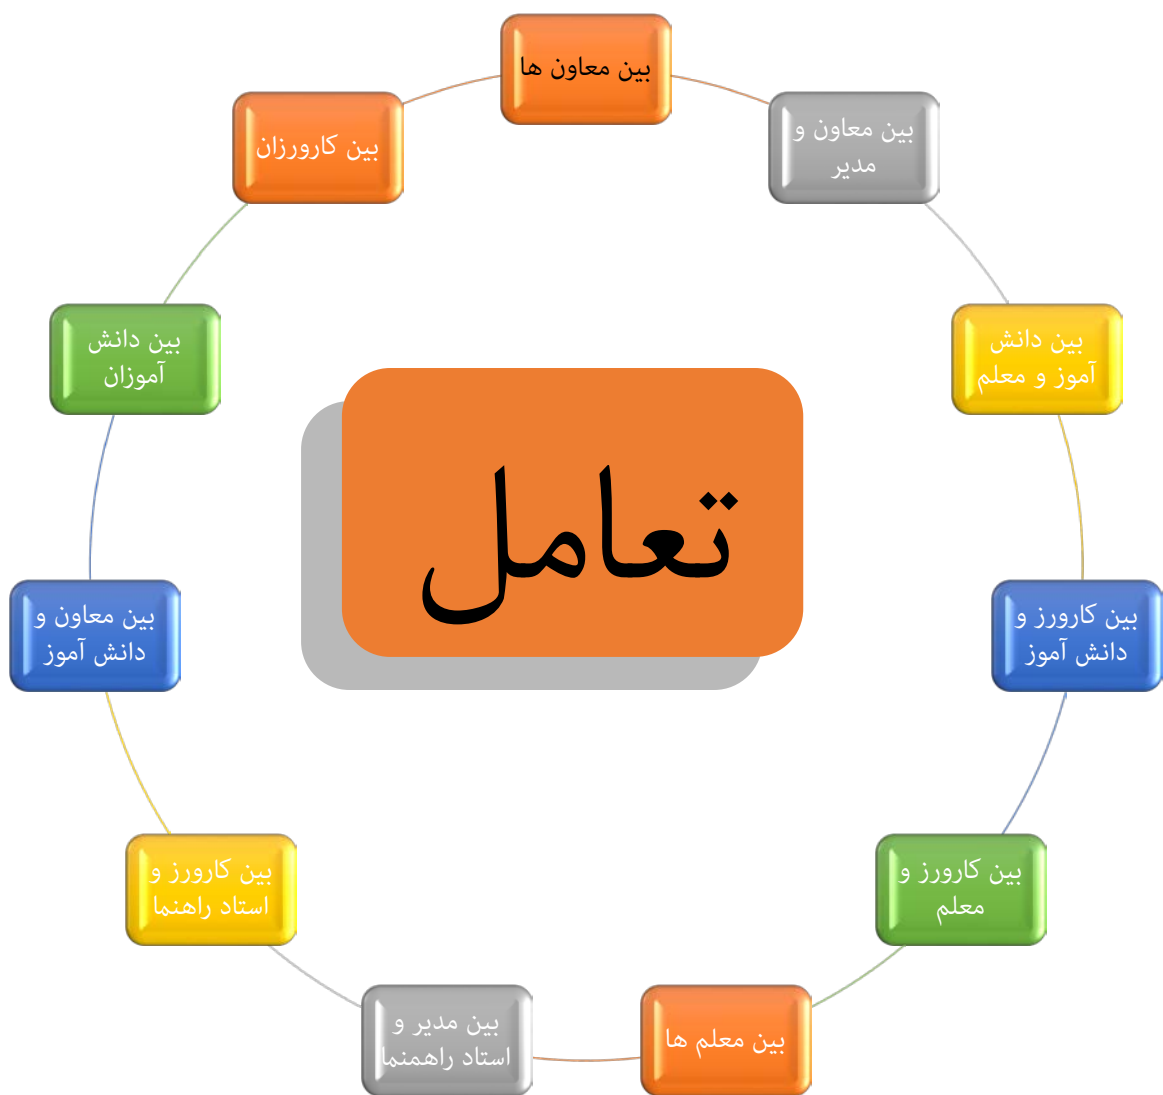 بین معاون ها
بین معاون و
مدیر
بین دانش
آموز و معلم
بین کارورز و
دانش آموز
بین کارورز و
معلم
بین معلم ها
بین مدیر و
استاد راهمنما
بین کارورز و
استاد راهنما
بین معاون و
دانش آموز
بین دانش
آموزان
بین کارورزان
تعامل